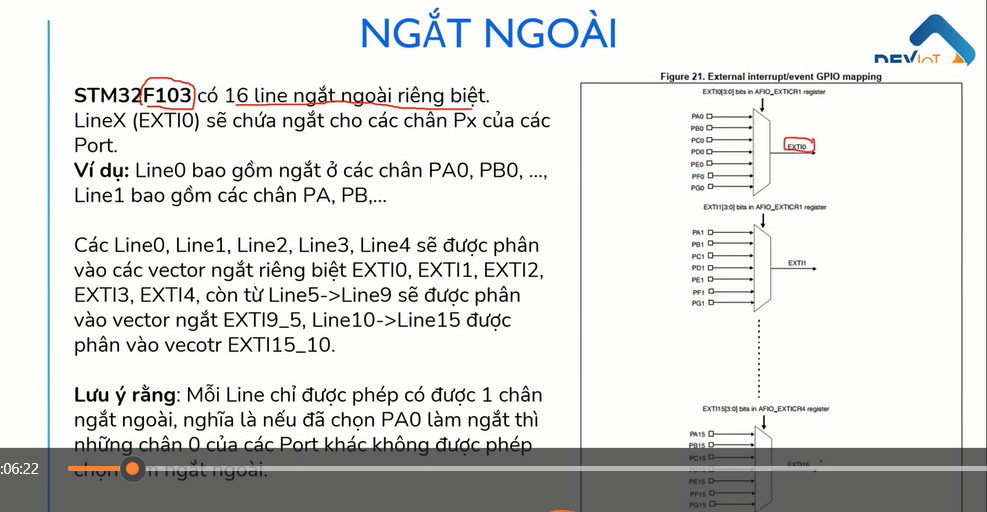 NGẮT NGOÀI
DEVIoT
STM32F103 có 16 line ngắt ngoài riêng biệt.
LineX (EXTI0) sẽ chứa ngắt cho các chân Px của các
Port.
Ví dụ: Line0 bao gồm ngắt ở các chân PA0, PB0, ...,
Line1 bao gồm các chân PA, PB,...
Các Line0, Line1, Line2, Line3, Line4 sẽ được phân
vào các vector ngắt riêng biệt EXTI0, EXTI1, EXTI2,
EXTI3, EXTI4, còn từ Line5->Line9 sẽ được phân
vào vector ngắt EXTI9_5, Line10->Line15 được
phân vào vecotr EXTI15_10.
Lưu ý rằng: Mỗi Line chỉ được phép có được 1 chân
ngắt ngoài, nghĩa là nếu đã chọn PA0 làm ngắt thì
những chân 0 của các Port khác không được phép
chọn làm ngắt ngoài.
:06:22
Figure 21. External interrupt/event GPIO mapping
EXTI0[3:0] bits in AFIO_EXTICR1 register
PA0
PB0
PC0
PD0
PE0
PF0
PG0
EXTI0
EXTI1[3:0] bits in AFIO_EXTICR1 register
PA1
PB1
PC1
PD1
PE1
PF1
PG1
EXTI1
EXTI15[3:0] bits in AFIO_EXTICR4 register
PA15
PB15
PC15
PD15
PE15
PF15
PG15
EXTI15